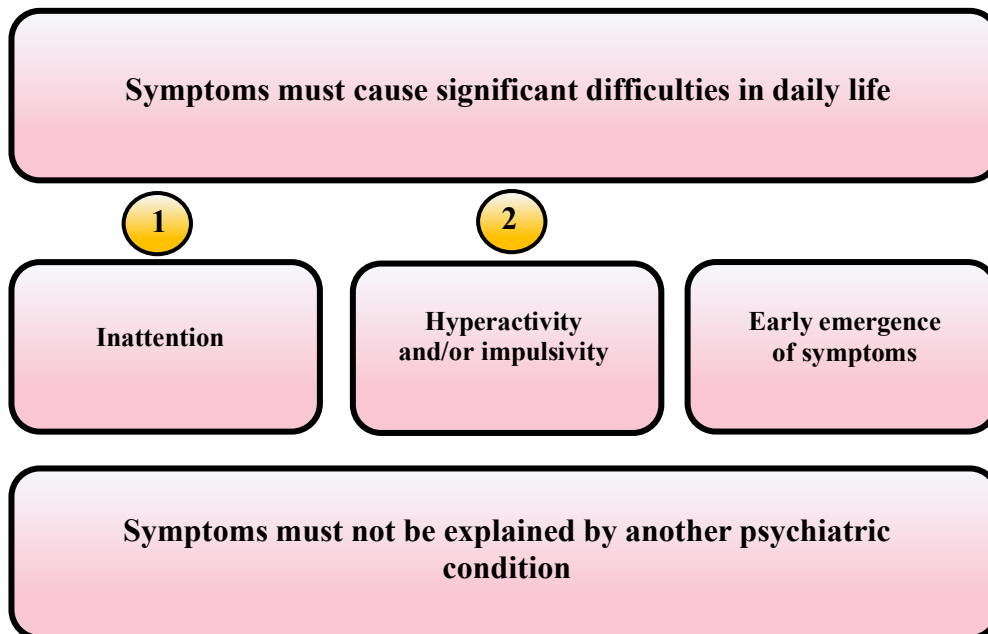 Symptoms must cause significant difficulties in daily life
1
2
Inattention
Hyperactivity
and/or impulsivity
Early emergence
of symptoms
Symptoms must not be explained by another psychiatric
condition